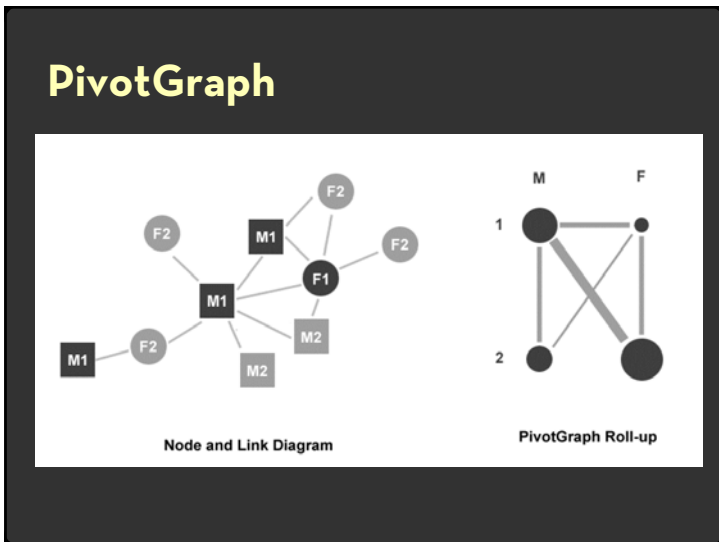 PivotGraph
F2
M1
F2
F2
F1
M1
M2
F2
M1
M2
Node and Link Diagram
M F
1
2
PivotGraph Roll-up